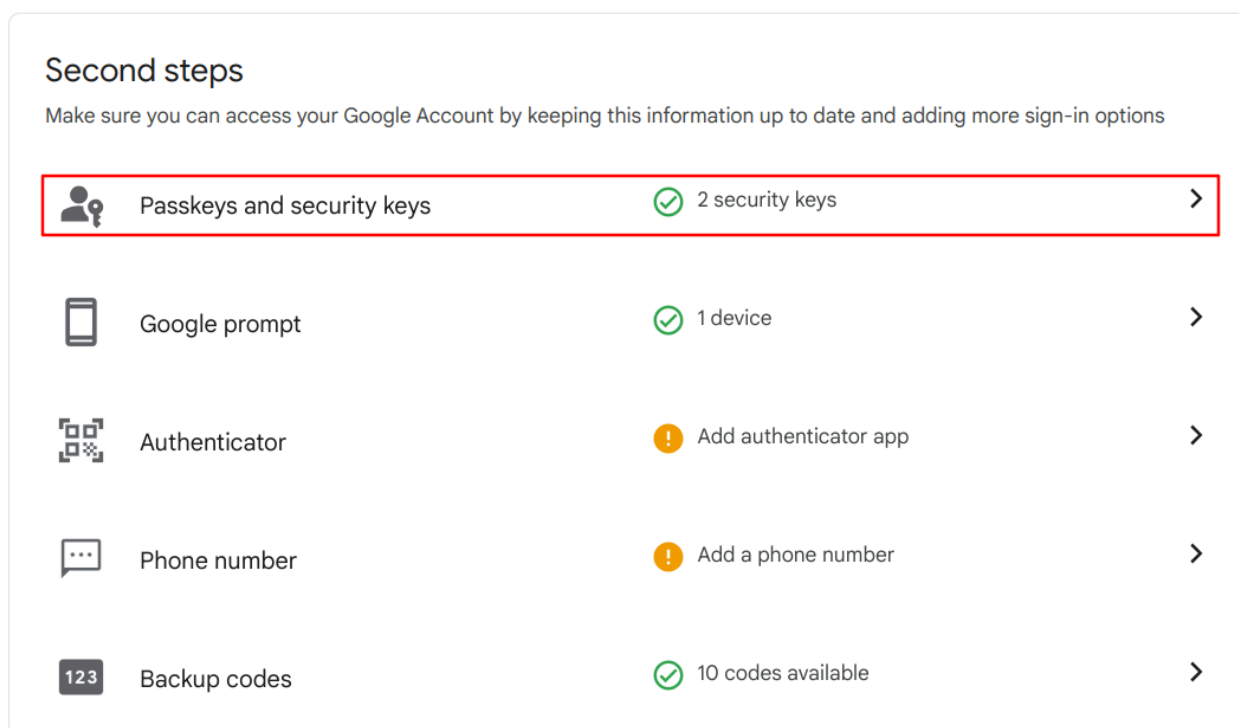 Second steps
Make sure you can access your Google Account by keeping this information up to date and adding more sign-in options
Passkeys and security keys
2 security keys
Google prompt
1 device
Authenticator
Add authenticator app
Phone number
Add a phone number
123
Backup codes
10 codes available